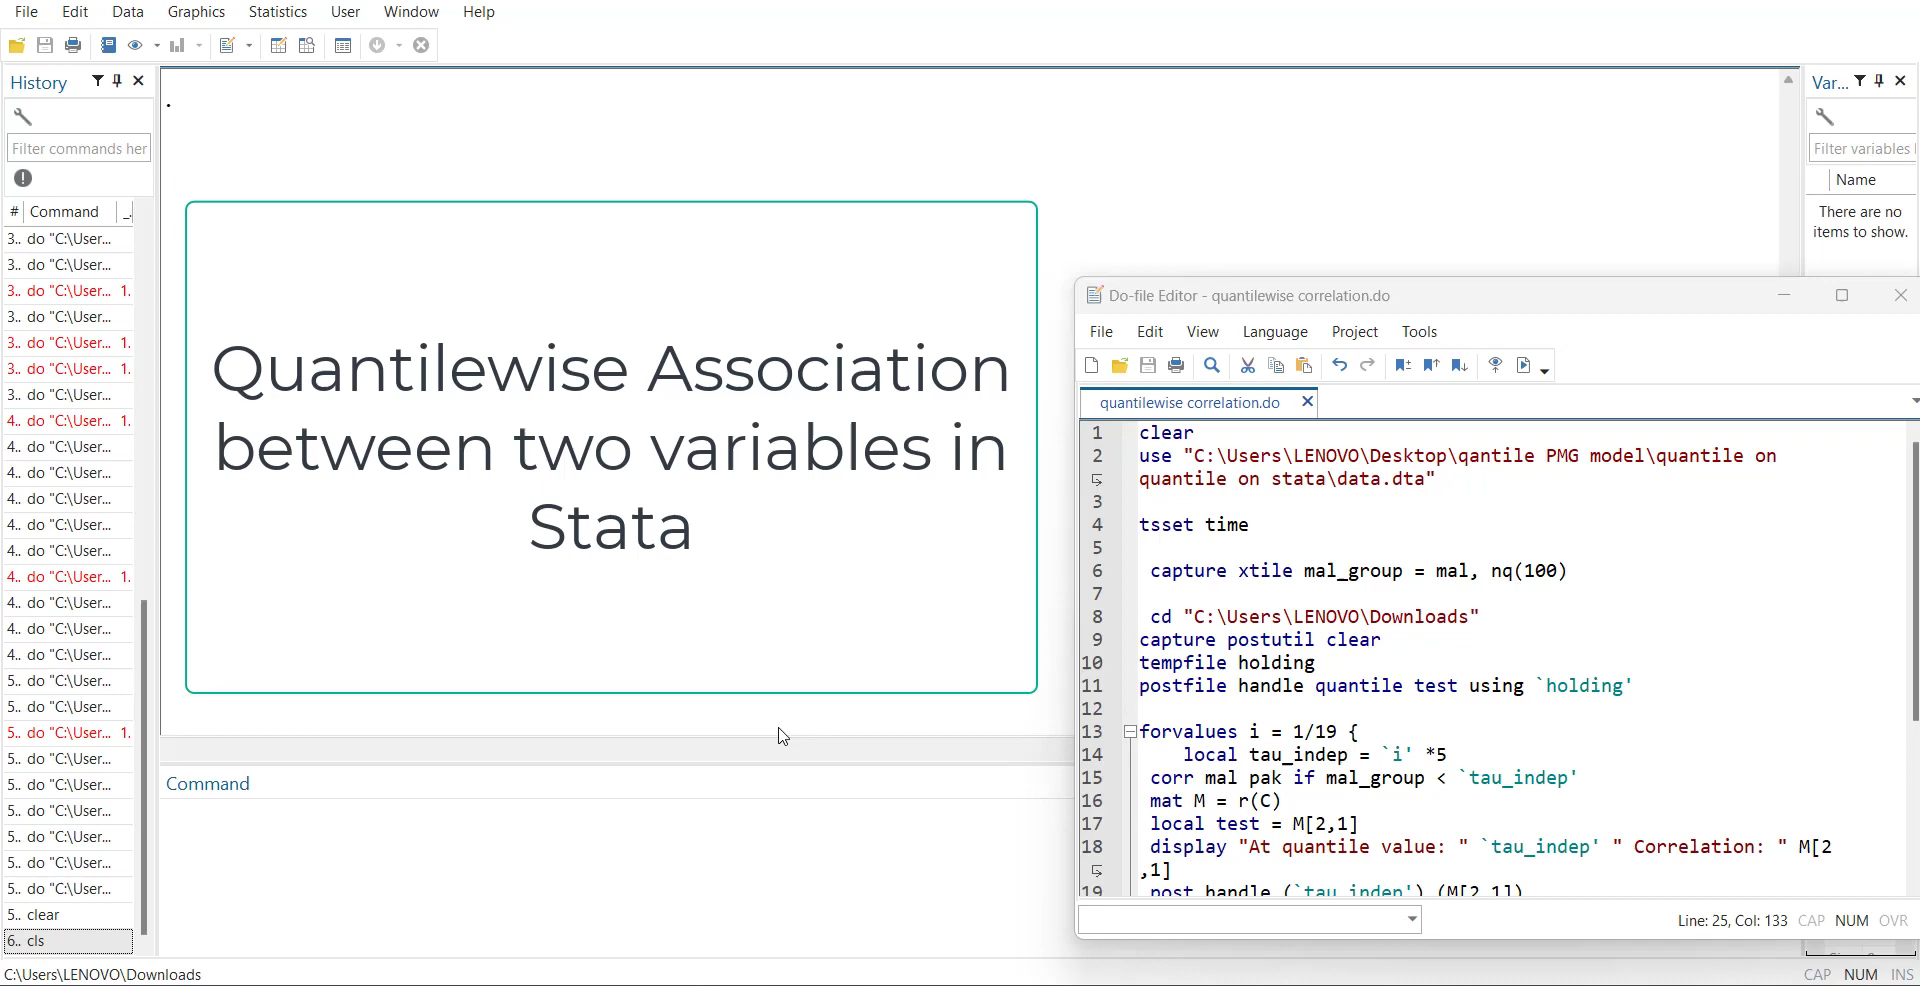 File Edit Data Graphics Statistics User Window Help
History
Filter commands her
# Command _.
3.. do "C:\User...
3.. do "C:\User...
3.. do "C:\User... 1.
3.. do "C:\User...
3.. do "C:\User... 1.
3.. do "C:\User... 1.
3.. do "C:\User...
4.. do "C:\User... 1.
4.. do "C:\User...
4.. do "C:\User...
4.. do "C:\User...
4.. do "C:\User...
4.. do "C:\User...
4.. do "C:\User... 1.
4.. do "C:\User...
4.. do "C:\User...
4.. do "C:\User...
5.. do "C:\User...
5.. do "C:\User...
5.. do "C:\User... 1.
5.. do "C:\User...
5.. do "C:\User...
5.. do "C:\User...
5.. do "C:\User...
5.. do "C:\User...
5.. do "C:\User...
5.. clear
6.. cls
.
Quantilewise Association
between two variables in
Stata
Command
Var...
Filter variables
Name
There are no
items to show.
Do-file Editor - quantilewise correlation.do
File Edit View Language Project Tools
quantilewise correlation.do
1 clear
2 use "C:\Users\LENOVO\Desktop\qantile PMG model\quantile on
quantile on stata\data.dta"
3
4 tsset time
5
6 capture xtile mal_group = mal, nq(100)
7
8 cd "C:\Users\LENOVO\Downloads"
9 capture postutil clear
10 tempfile holding
11 postfile handle quantile test using `holding'
12
13 forvalues i = 1/19 {
14 local tau_indep = `i' *5
15 corr mal pak if mal_group < `tau_indep'
16 mat M = r(C)
17 local test = M[2,1]
18 display "At quantile value: " `tau_indep' " Correlation: " M[2
,1]
19 post handle (`tau_indep') (M[2,1])
Line: 25, Col: 133 CAP NUM OVR
C:\Users\LENOVO\Downloads
CAP NUM INS